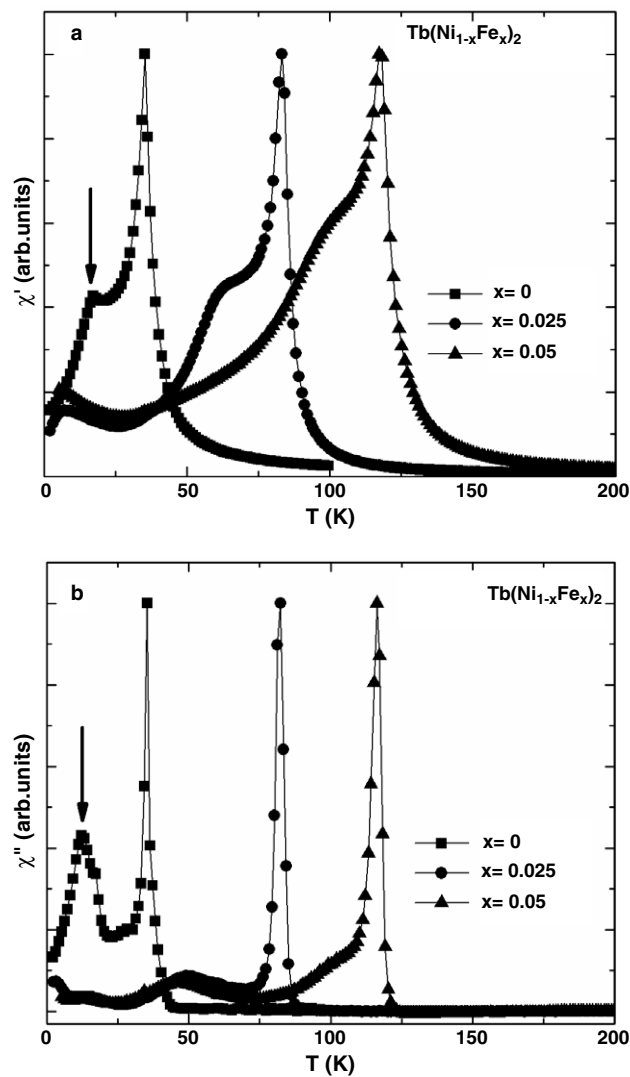 a
Tb(Ni₁₋ₓFeₓ)₂
χ' (arb.units)
x= 0
x= 0.025
x= 0.05
0 50 100 150 200
T (K)
b
Tb(Ni₁₋ₓFeₓ)₂
χ" (arb.units)
x= 0
x= 0.025
x= 0.05
0 50 100 150 200
T (K)